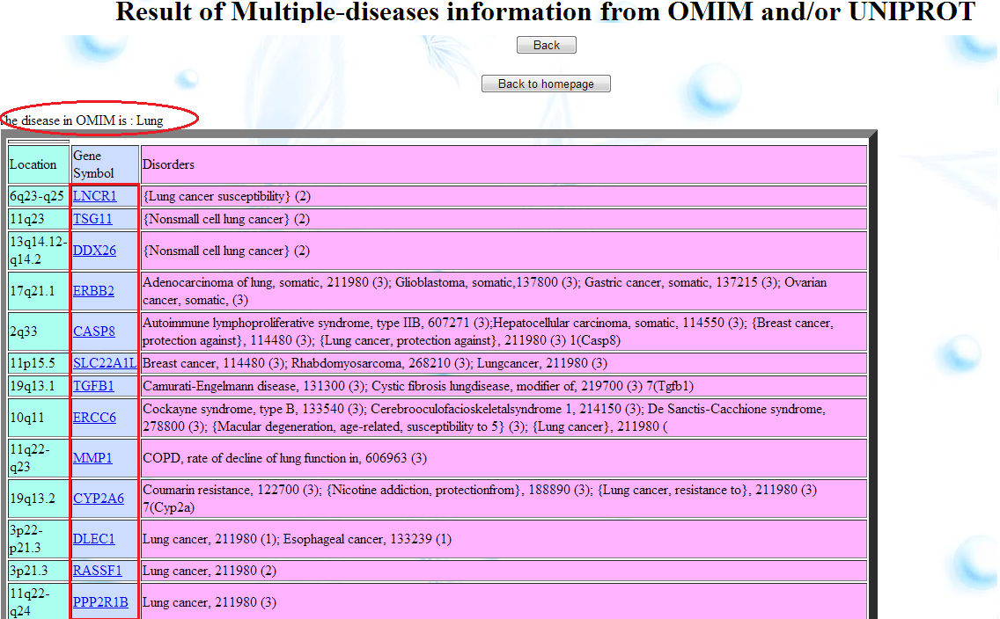 Result of Multiple-diseases information from OMIM and/or UNIPROT
Back
Back to homepage
he disease in OMIM is : Lung
Location
Gene
Symbol
Disorders
6q23-q25 LNCR1 {Lung cancer susceptibility} (2)
11q23 TSG11 {Nonsmall cell lung cancer} (2)
13q14.12-
q14.2
DDX26 {Nonsmall cell lung cancer} (2)
17q21.1 ERBB2
Adenocarcinoma of lung, somatic, 211980 (3); Glioblastoma, somatic,137800 (3); Gastric cancer, somatic, 137215 (3); Ovarian
cancer, somatic, (3)
2q33 CASP8
Autoimmune lymphoproliferative syndrome, type IIB, 607271 (3);Hepatocellular carcinoma, somatic, 114550 (3); {Breast cancer,
protection against}, 114480 (3); {Lung cancer, protection against}, 211980 (3) 1(Casp8)
11p15.5 SLC22A1L Breast cancer, 114480 (3); Rhabdomyosarcoma, 268210 (3); Lungcancer, 211980 (3)
19q13.1 TGFB1 Camurati-Engelmann disease, 131300 (3); Cystic fibrosis lungdisease, modifier of, 219700 (3) 7(Tgfb1)
10q11 ERCC6
Cockayne syndrome, type B, 133540 (3); Cerebrooculofacioskeletalsyndrome 1, 214150 (3); De Sanctis-Cacchione syndrome,
278800 (3); {Macular degeneration, age-related, susceptibility to 5} (3); {Lung cancer}, 211980 (
11q22-
q23
MMP1 COPD, rate of decline of lung function in, 606963 (3)
19q13.2 CYP2A6
Coumarin resistance, 122700 (3); {Nicotine addiction, protectionfrom}, 188890 (3); {Lung cancer, resistance to}, 211980 (3)
7(Cyp2a)
3p22-
p21.3
DLEC1 Lung cancer, 211980 (1); Esophageal cancer, 133239 (1)
3p21.3 RASSF1 Lung cancer, 211980 (2)
11q22-
q24
PPP2R1B Lung cancer, 211980 (3)